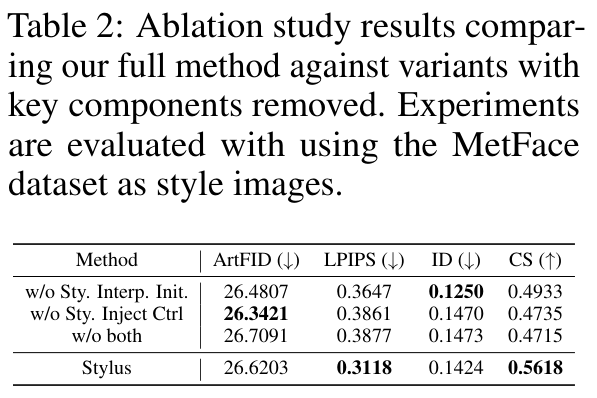 Table 2: Ablation study results compar-
ing our full method against variants with
key components removed. Experiments
are evaluated with using the MetFace
dataset as style images.
Method ArtFID (↓) LPIPS (↓) ID (↓) CS (↑)
w/o Sty. Interp. Init. 26.4807 0.3647 0.1250 0.4933
w/o Sty. Inject Ctrl 26.3421 0.3861 0.1470 0.4735
w/o both 26.7091 0.3877 0.1473 0.4715
Stylus 26.6203 0.3118 0.1424 0.5618